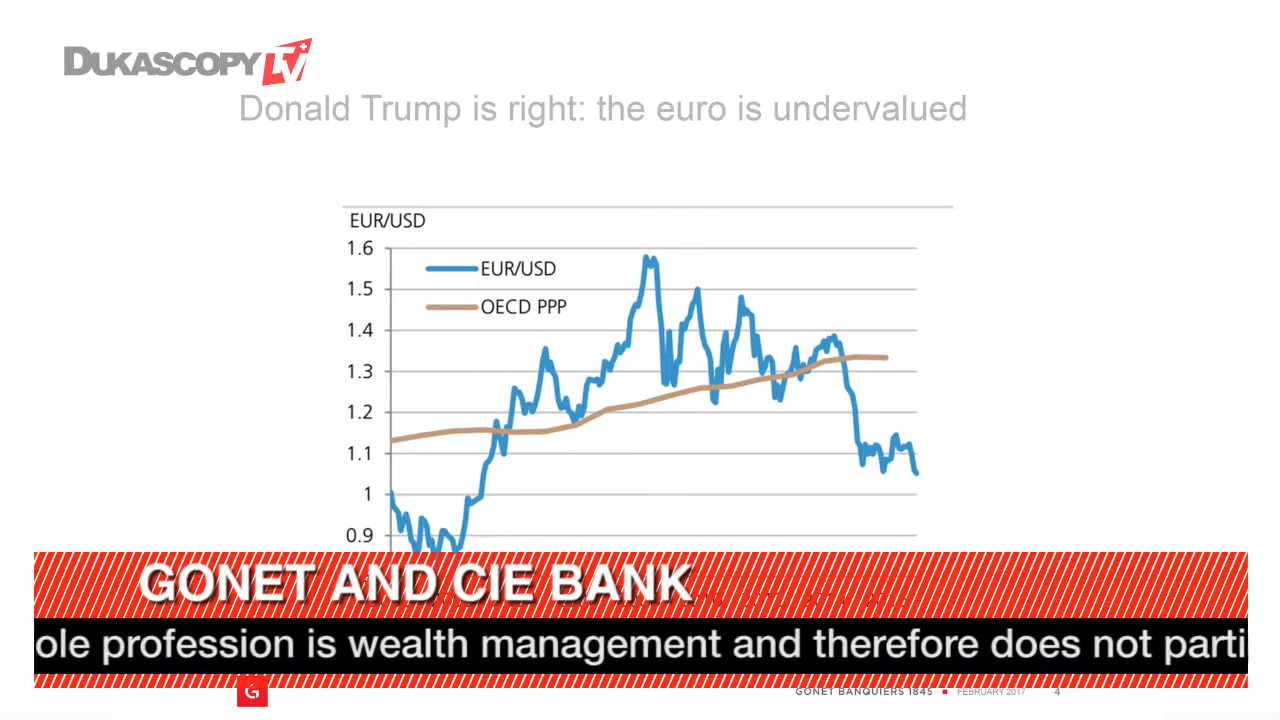 DUKASCOPY TV
Donald Trump is right: the euro is undervalued
EUR/USD
1.6
EUR/USD
1.5
OECD PPP
1.4
1.3
1.2
1.1
1
0.9
GONET AND CIE BANK
ole profession is wealth management and therefore does not parti
G
GONET BANQUIERS 1845 ■ FEBRUARY 2017 4